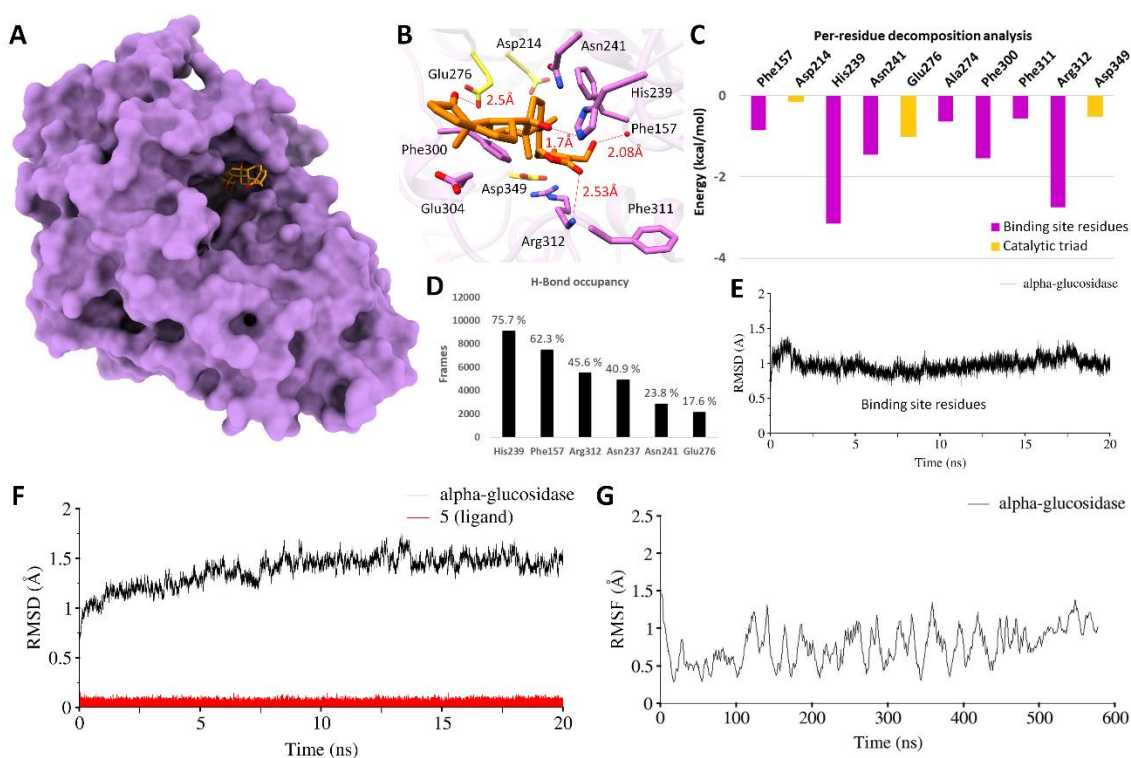 A
B
Asp214
Asn241
Glu276
His239
2.5Å
Phe157
1.7Å
2.08Å
Phe300
Asp349
2.53Å
Glu304
Phe311
Arg312
C
Per-residue decomposition analysis
Phe157
Asp214
His239
Asn241
Glu276
Ala274
Phe300
Phe311
Arg312
Asp349
0
-2
-4
Energy (kcal/mol)
Binding site residues
Catalytic triad
D
H-Bond occupancy
12000
10000
8000
6000
4000
2000
0
Frames
75.7 %
62.3 %
45.6 %
40.9 %
23.8 %
17.6 %
His239 Phe157 Arg312 Asn237 Asn241 Glu276
E
alpha-glucosidase
2
1.5
1
0.5
0
RMSD (A)
Binding site residues
0 5 10 15 20
Time (ns)
F
alpha-glucosidase
5 (ligand)
2
1.5
1
0.5
0
RMSD (Å)
0 5 10 15 20
Time (ns)
G
alpha-glucosidase
2.5
2
1.5
1
0.5
0
RMSF (Å)
0 100 200 300 400 500 600
Time (ns)